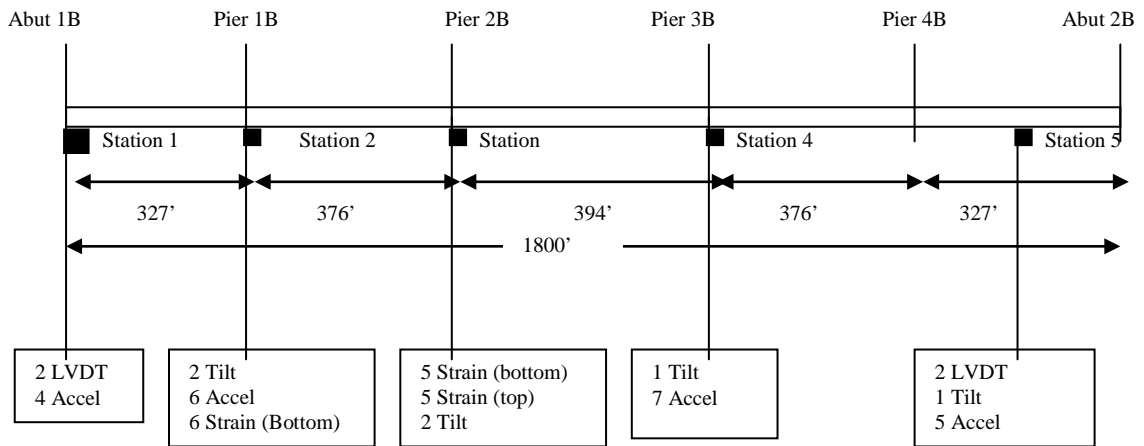 Abut 1B Pier 1B Pier 2B Pier 3B Pier 4B Abut 2B
Station 1 Station 2 Station Station 4 Station 5
327’ 376’ 394’ 376’ 327’
1800’
2 LVDT
4 Accel
2 Tilt
6 Accel
6 Strain (Bottom)
5 Strain (bottom)
5 Strain (top)
2 Tilt
1 Tilt
7 Accel
2 LVDT
1 Tilt
5 Accel